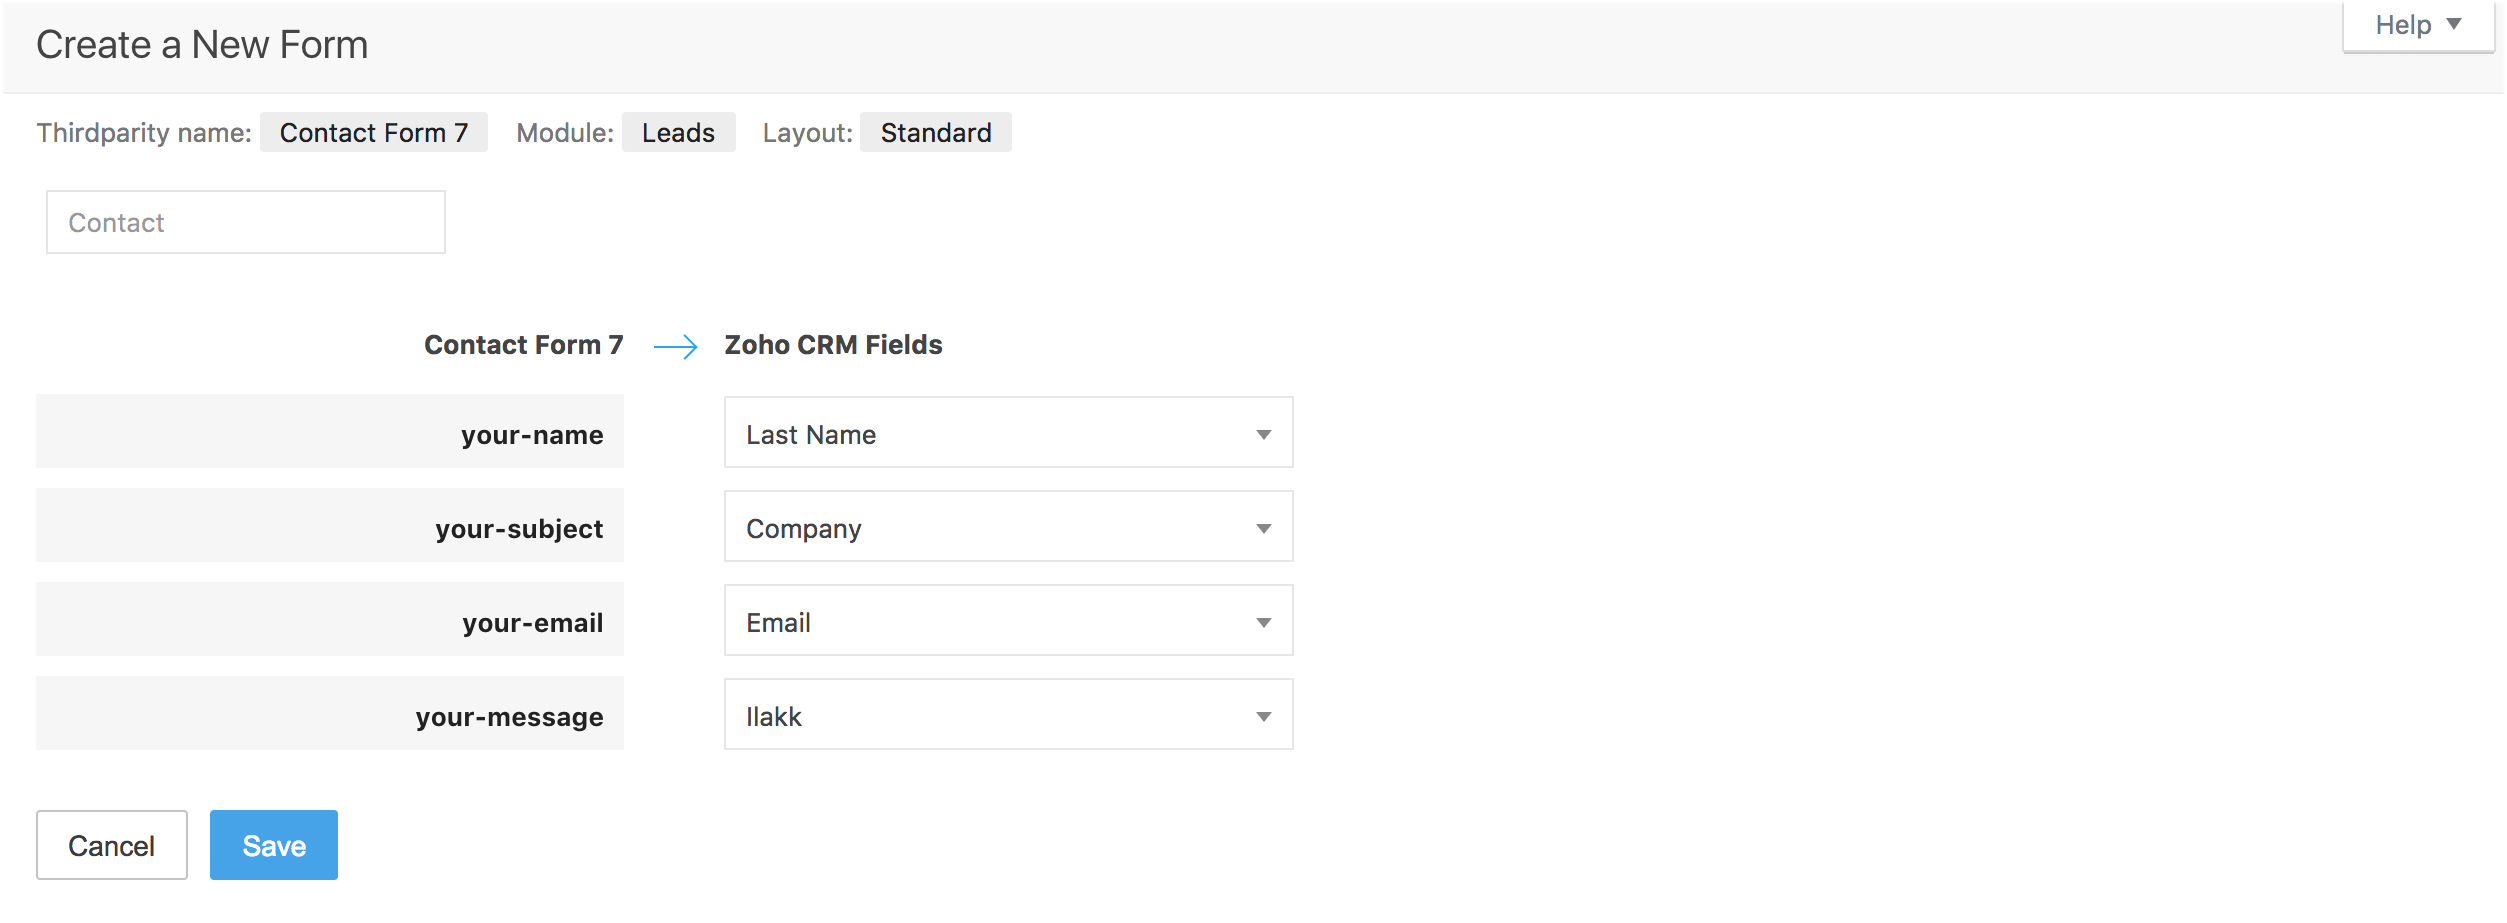 Create a New Form
Help
Thirdparity name: Contact Form 7 Module: Leads Layout: Standard
Contact
Contact Form 7 Zoho CRM Fields
your-name Last Name
your-subject Company
your-email Email
your-message Ilakk
Cancel Save